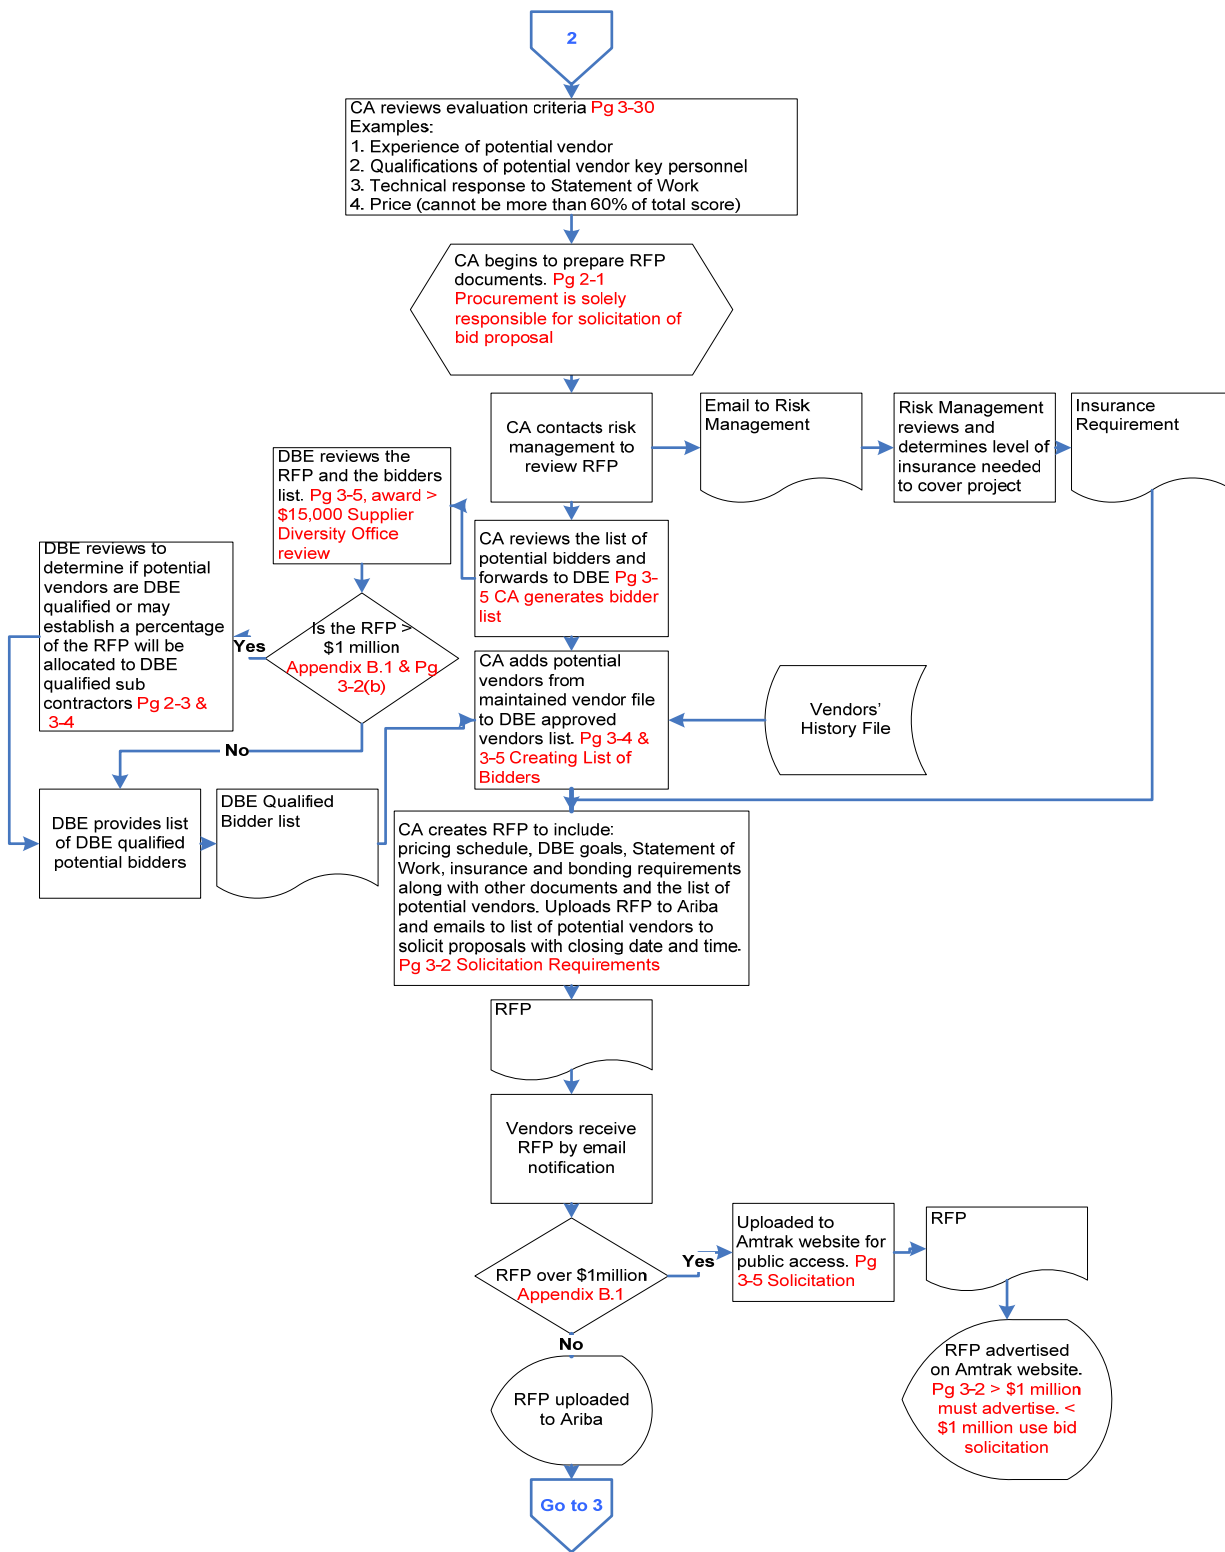 2
CA reviews evaluation criteria Pg 3-30
Examples:
1. Experience of potential vendor
2. Qualifications of potential vendor key personnel
3. Technical response to Statement of Work
4. Price (cannot be more than 60% of total score)
CA begins to prepare RFP
documents. Pg 2-1
Procurement is solely
responsible for solicitation of
bid proposal
CA contacts risk
management to
review RFP
Email to Risk
Management
Risk Management
reviews and
determines level of
insurance needed
to cover project
Insurance
Requirement
DBE reviews the
RFP and the bidders
list. Pg 3-5, award >
$15,000 Supplier
Diversity Office
review
CA reviews the list of
potential bidders and
forwards to DBE Pg 3-
5 CA generates bidder
list
DBE reviews to
determine if potential
vendors are DBE
qualified or may
establish a percentage
of the RFP will be
allocated to DBE
qualified sub
contractors Pg 2-3 &
3-4
Yes
Is the RFP >
$1 million
Appendix B.1 & Pg
3-2(b)
No
CA adds potential
vendors from
maintained vendor file
to DBE approved
vendors list. Pg 3-4 &
3-5 Creating List of
Bidders
Vendors'
History File
DBE provides list
of DBE qualified
potential bidders
DBE Qualified
Bidder list
CA creates RFP to include:
pricing schedule, DBE goals, Statement of
Work, insurance and bonding requirements
along with other documents and the list of
potential vendors. Uploads RFP to Ariba
and emails to list of potential vendors to
solicit proposals with closing date and time.
Pg 3-2 Solicitation Requirements
RFP
Vendors receive
RFP by email
notification
RFP over $1million
Appendix B.1
Yes
Uploaded to
Amtrak website for
public access. Pg
3-5 Solicitation
RFP
No
RFP uploaded
to Ariba
RFP advertised
on Amtrak website.
Pg 3-2 > $1 million
must advertise. <
$1 million use bid
solicitation
Go to 3